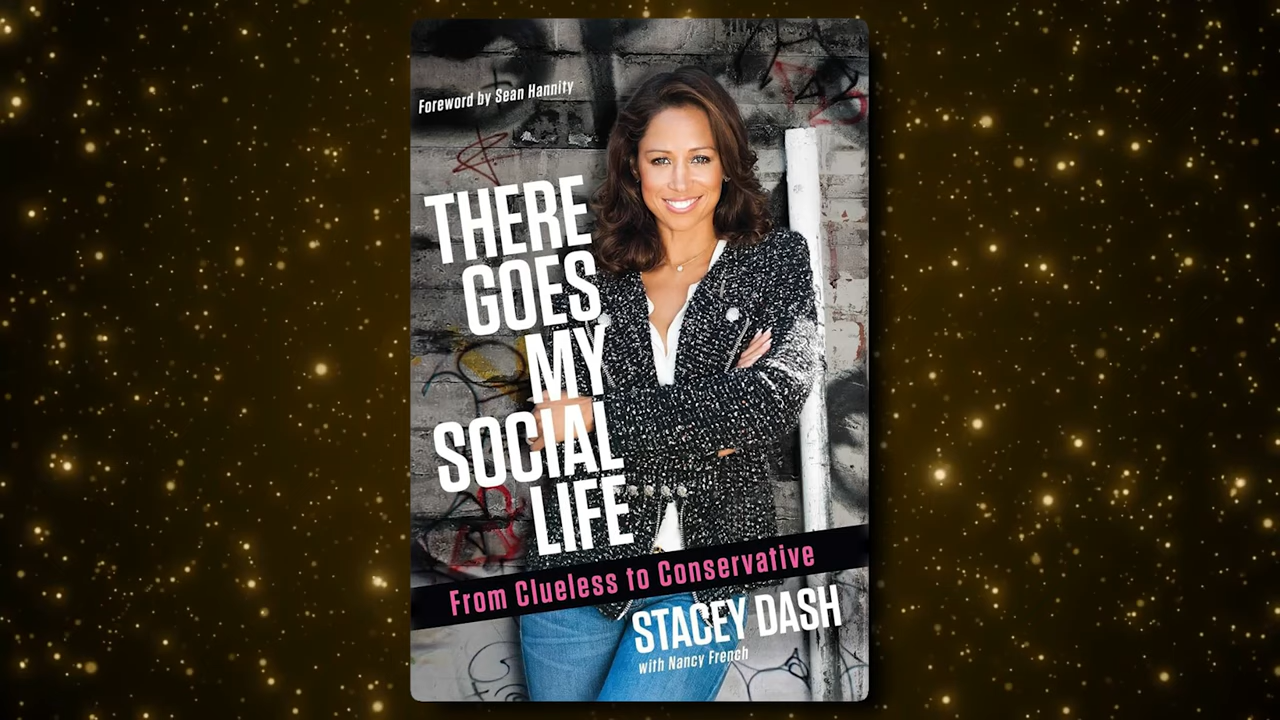 Foreword by Sean Hannity
THERE
GOES
MY
SOCIAL
LIFE
From Clueless to Conservative
STACEY DASH
with Nancy French